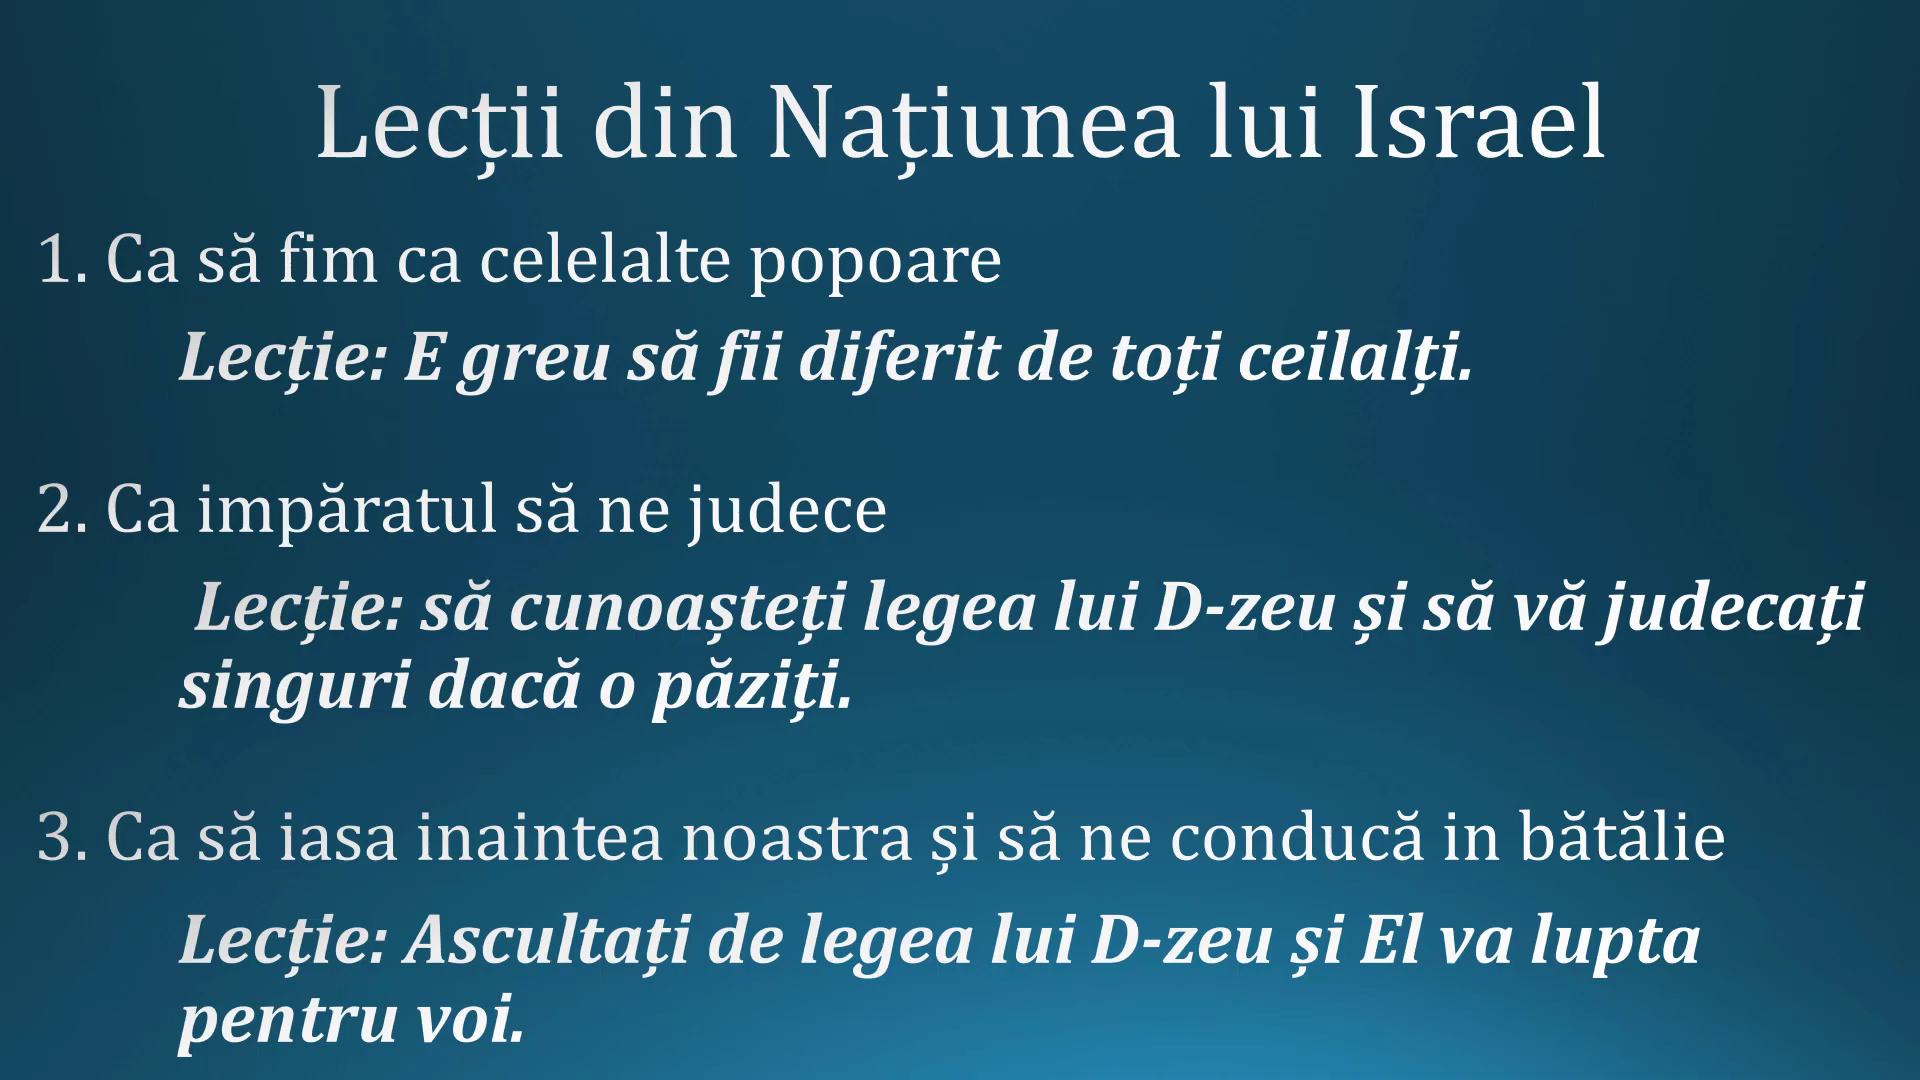 Lecții din Națiunea lui Israel
1. Ca să fim ca celelalte popoare
Lecție: E greu să fii diferit de toți ceilalți.
2. Ca impăratul să ne judece
Lecție: să cunoașteți legea lui D-zeu și să vă judecați
singuri dacă o păziți.
3. Ca să iasa inaintea noastra și să ne conducă in bătălie
Lecție: Ascultați de legea lui D-zeu și El va lupta
pentru voi.